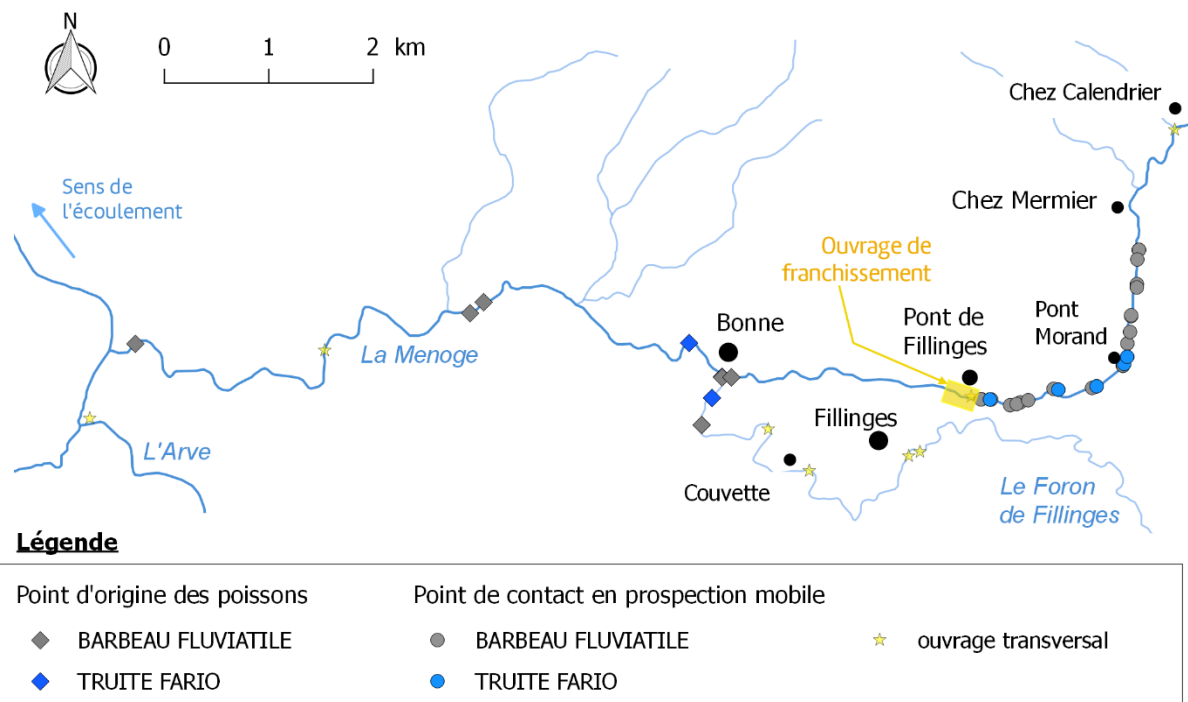 N
0 1 2 km
Chez Calendrier
Sens de
l'écoulement
Chez Mermier
Ouvrage de
franchissement
Bonne
Pont de
Fillinges
Pont
Morand
La Menoge
Fillinges
L'Arve
Couvette
Le Foron
de Fillinges
Légende
Point d'origine des poissons
BARBEAU FLUVIATILE
TRUITE FARIO
Point de contact en prospection mobile
BARBEAU FLUVIATILE
TRUITE FARIO
ouvrage transversal